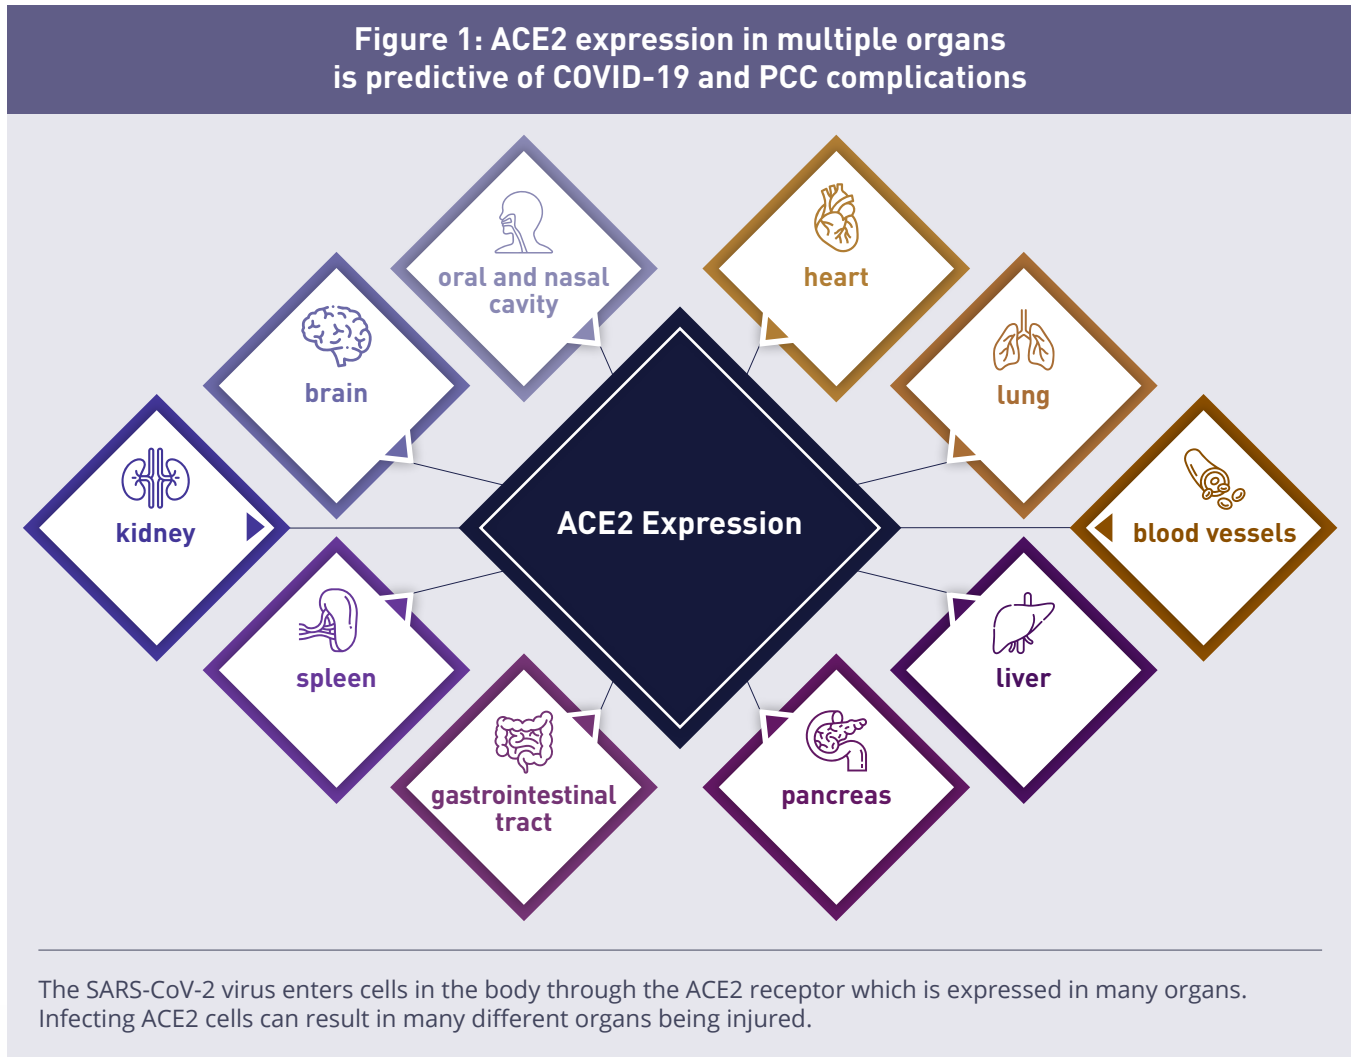 Figure 1: ACE2 expression in multiple organs
is predictive of COVID-19 and PCC complications
oral and nasal
cavity
heart
brain
lung
kidney
ACE2 Expression
blood vessels
spleen
liver
gastrointestinal
tract
pancreas
The SARS-CoV-2 virus enters cells in the body through the ACE2 receptor which is expressed in many organs.
Infecting ACE2 cells can result in many different organs being injured.